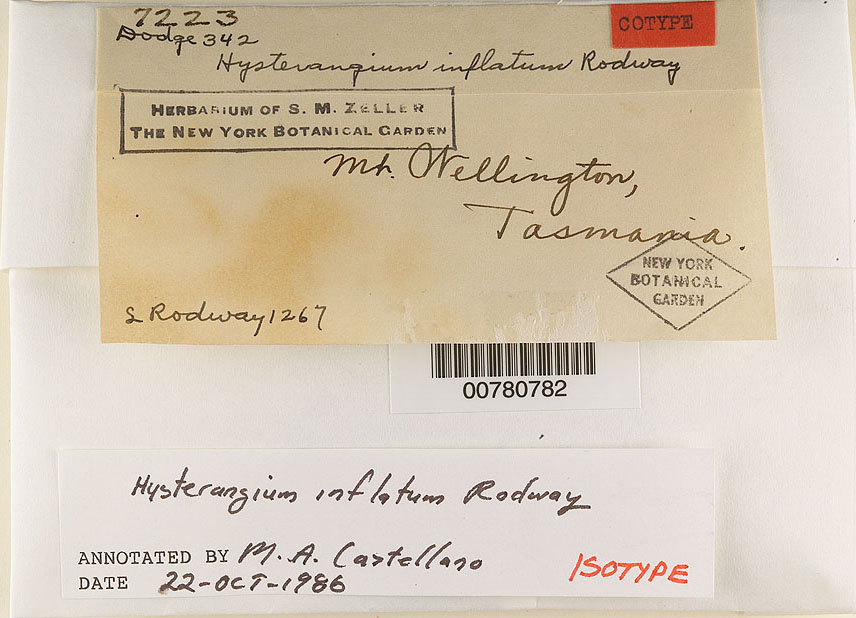 7223
Dodge 342
COTYPE
Hysterangium inflatum Rodway
HERBARIUM OF S. M. ZELLER
THE NEW YORK BOTANICAL GARDEN
Mt. Wellington,
Tasmania.
NEW YORK
BOTANICAL
GARDEN
L Rodway 1267
00780782
Hysterangium inflatum Rodway
ANNOTATED BY M. A. Castellano
DATE 22-OCT-1986
ISOTYPE